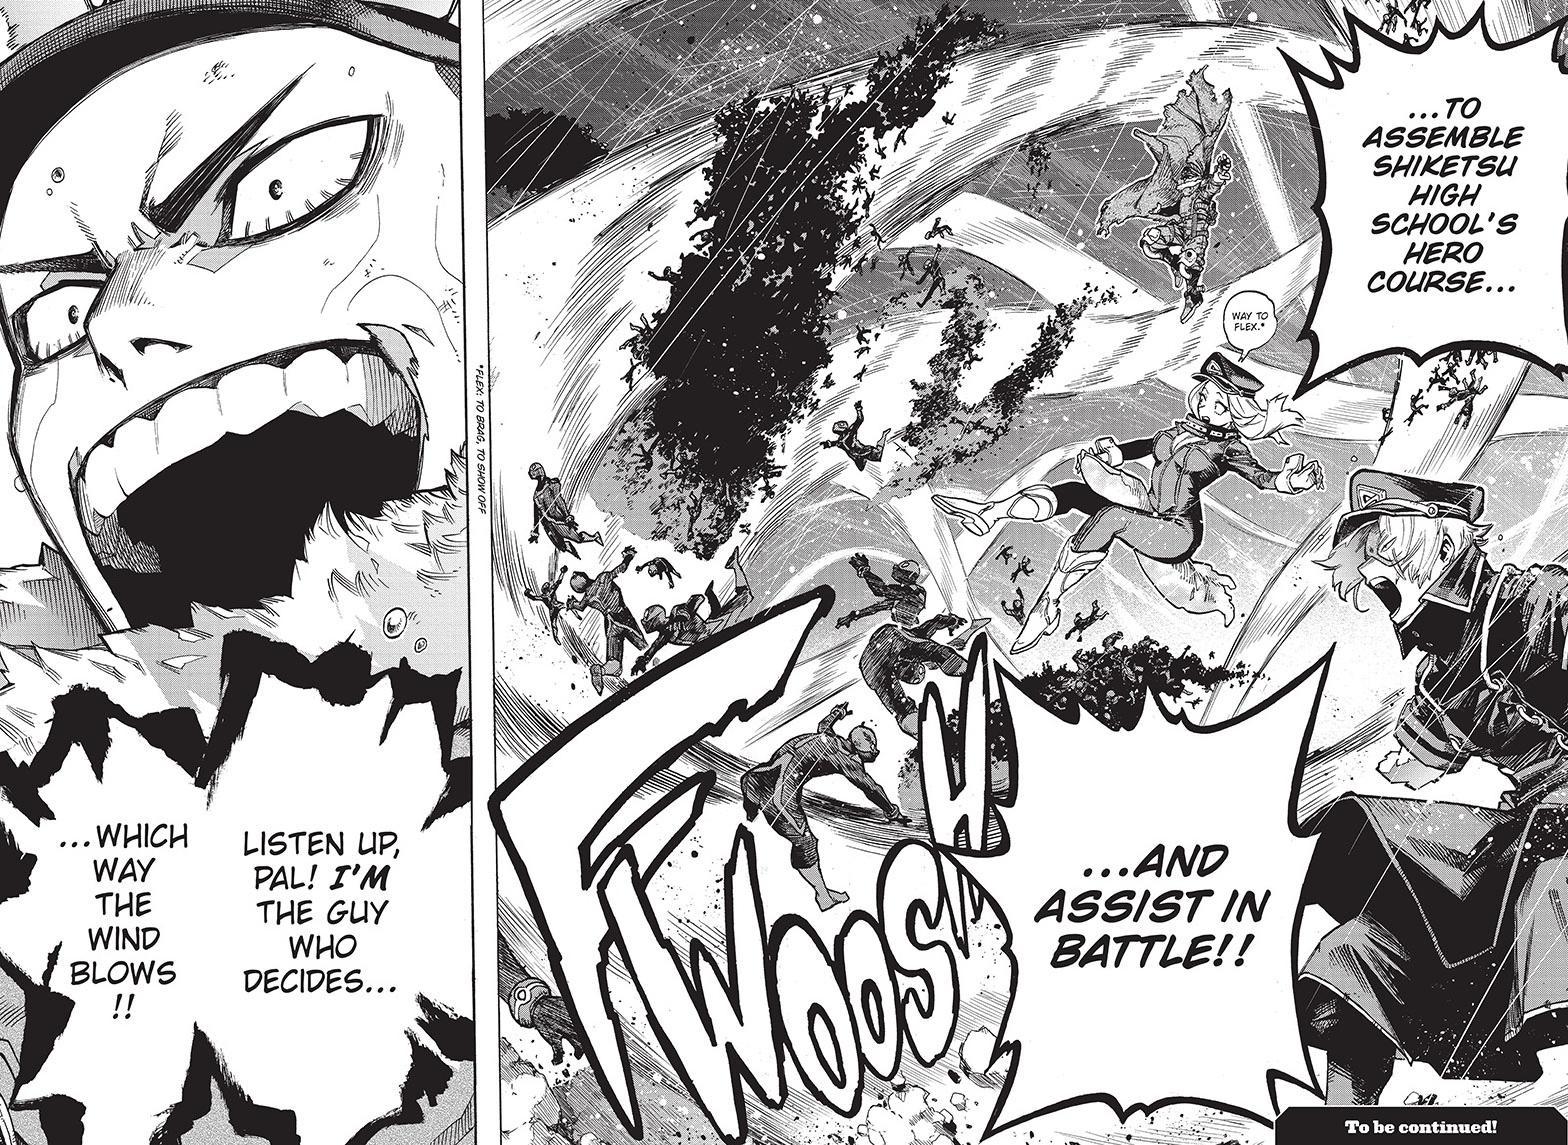 ...TO
ASSEMBLE
SHIKETSU
HIGH
SCHOOL'S
HERO
COURSE...
WAY TO
FLEX.*
...AND
ASSIST IN
BATTLE!!
FWOOSH
*FLEX: TO BRAG, TO SHOW OFF
LISTEN UP,
PAL! I'M
THE GUY
WHO
DECIDES...
...WHICH
WAY
THE
WIND
BLOWS
!!
To be continued!